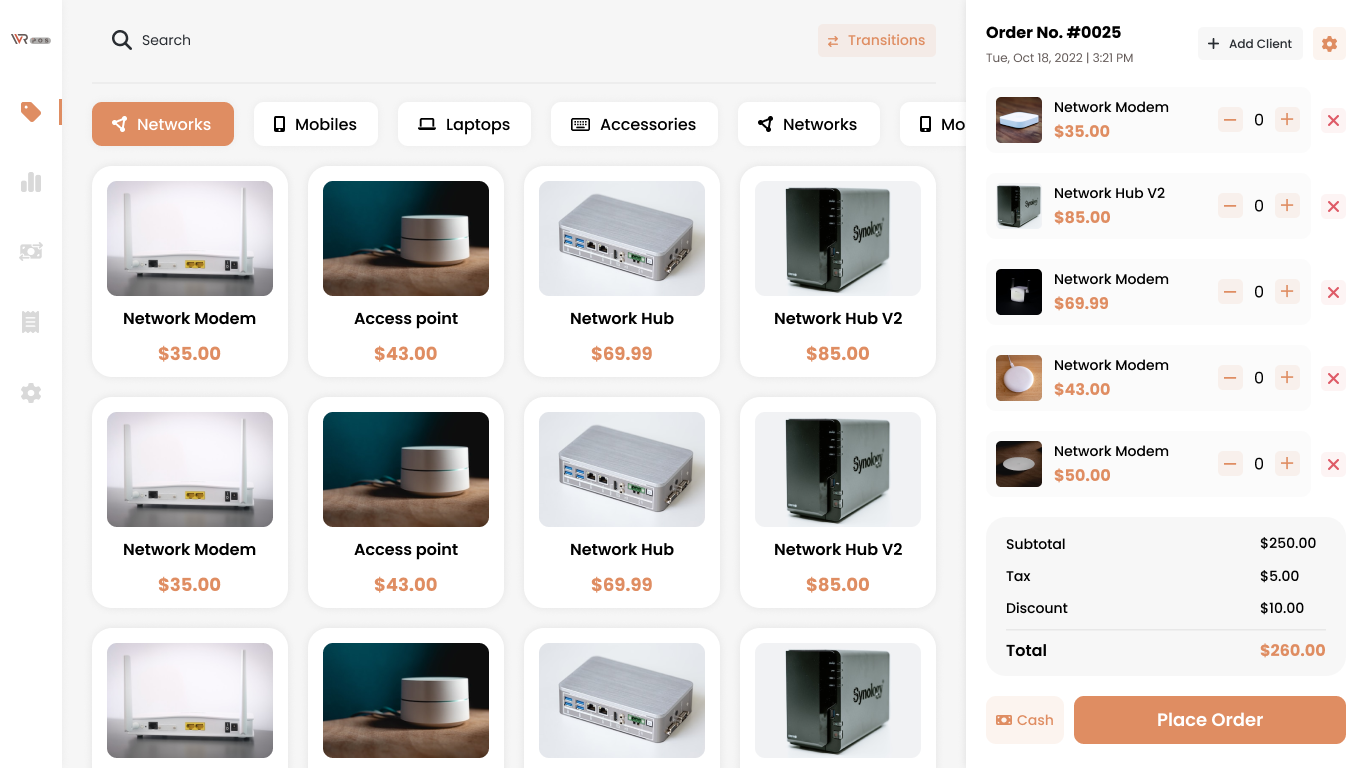 VR POS
Search
Transitions
Networks
Mobiles
Laptops
Accessories
Networks
Mo
Network Modem
$35.00
Access point
$43.00
Synology
Network Hub
$69.99
Network Hub V2
$85.00
Network Modem
$35.00
Access point
$43.00
Synology
Network Hub
$69.99
Network Hub V2
$85.00
Synology
Order No. #0025
Tue, Oct 18, 2022 | 3:21 PM
Add Client
Network Modem
$35.00
0
Synology
Network Hub V2
$85.00
0
Network Modem
$69.99
0
Network Modem
$43.00
0
Network Modem
$50.00
0
Subtotal $250.00
Tax $5.00
Discount $10.00
Total $260.00
Cash
Place Order